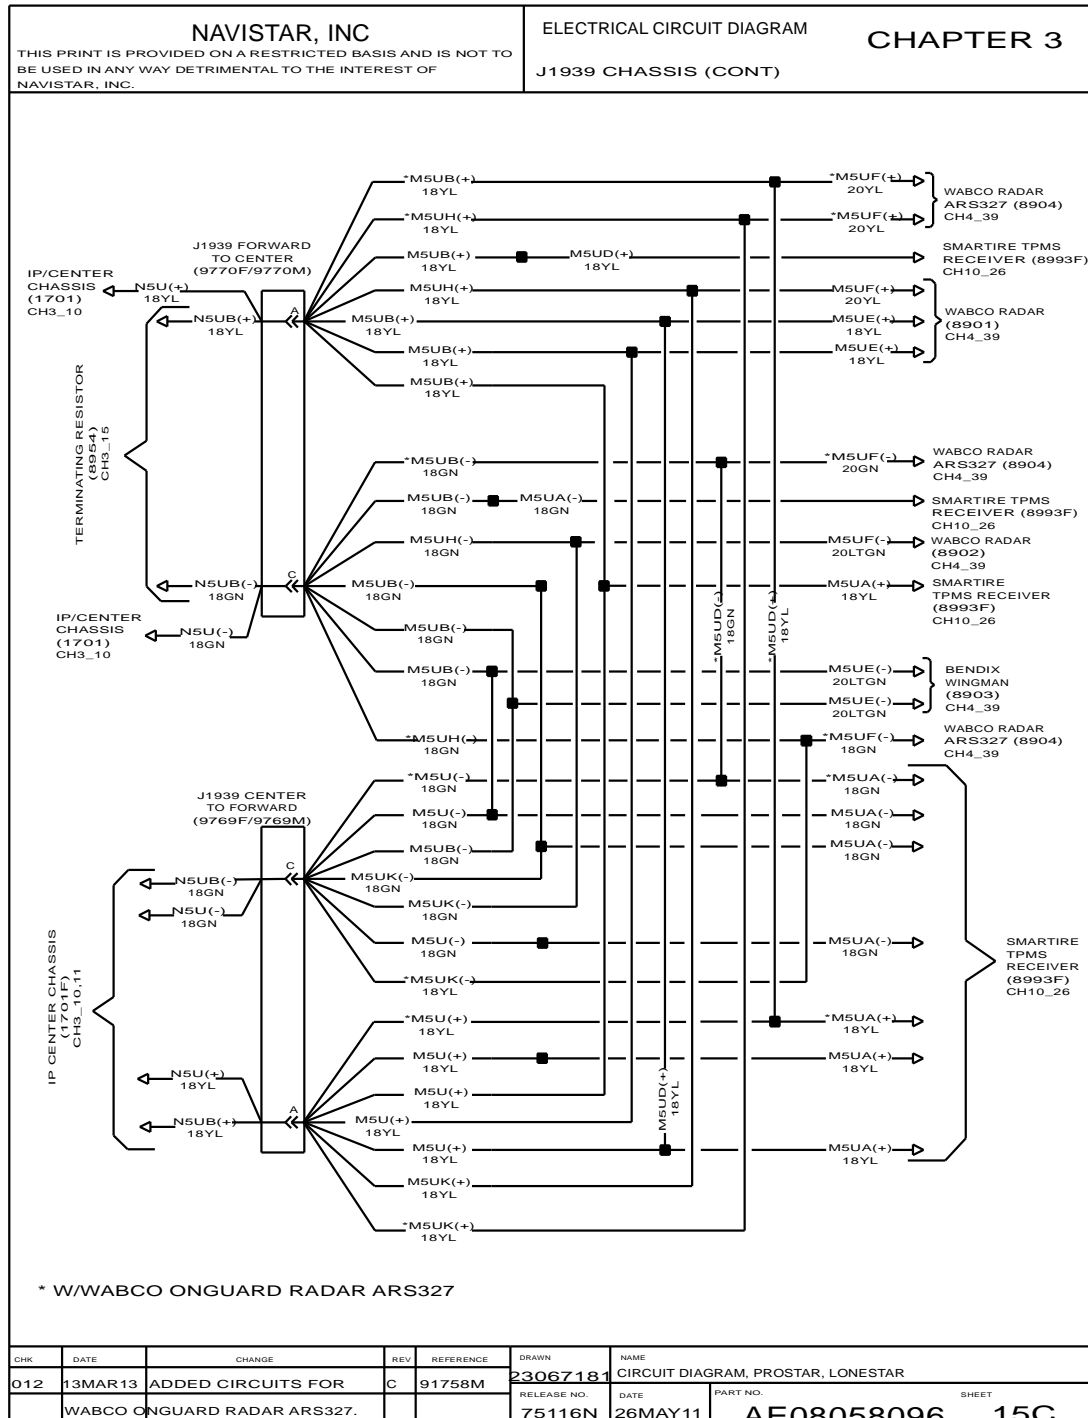 NAVISTAR, INC
THIS PRINT IS PROVIDED ON A RESTRICTED BASIS AND IS NOT TO
BE USED IN ANY WAY DETRIMENTAL TO THE INTEREST OF
NAVISTAR, INC.
ELECTRICAL CIRCUIT DIAGRAM
J1939 CHASSIS (CONT)
CHAPTER 3
*M5UB(+)
18YL
*M5UF(+)
20YL
*M5UH(+)
18YL
*M5UF(+)
20YL
WABCO RADAR
ARS327 (8904)
CH4_39
M5UB(+)
18YL
M5UD(+)
18YL
SMARTIRE TPMS
RECEIVER (8993F)
CH10_26
J1939 FORWARD
TO CENTER
(9770F/9770M)
IP/CENTER
CHASSIS
(1701)
CH3_10
N5U(+)
18YL
A
N5UB(+)
18YL
M5UH(+)
18YL
M5UF(+)
20YL
M5UB(+)
18YL
M5UE(+)
18YL
M5UB(+)
18YL
M5UE(+)
18YL
WABCO RADAR
(8901)
CH4_39
M5UB(+)
18YL
TERMINATING RESISTOR
(8954)
CH3_15
*M5UB(-)
18GN
*M5UF(-)
20GN
WABCO RADAR
ARS327 (8904)
CH4_39
M5UB(-)
18GN
M5UA(-)
18GN
SMARTIRE TPMS
RECEIVER (8993F)
CH10_26
M5UH(-)
18GN
M5UF(-)
20LTGN
WABCO RADAR
(8902)
CH4_39
C
N5UB(-)
18GN
M5UB(-)
18GN
M5UA(+)
18YL
SMARTIRE
TPMS RECEIVER
(8993F)
CH10_26
IP/CENTER
CHASSIS
(1701)
CH3_10
N5U(-)
18GN
M5UB(-)
18GN
*M5UD(-)
18GN
*M5UD(+)
18YL
M5UB(-)
18GN
M5UE(-)
20LTGN
M5UE(-)
20LTGN
BENDIX
WINGMAN
(8903)
CH4_39
*M5UH(-)
18GN
*M5UF(-)
18GN
WABCO RADAR
ARS327 (8904)
CH4_39
*M5U(-)
18GN
*M5UA(-)
18GN
J1939 CENTER
TO FORWARD
(9769F/9769M)
M5U(-)
18GN
M5UA(-)
18GN
M5UB(-)
18GN
M5UA(-)
18GN
C
N5UB(-)
18GN
M5UK(-)
18GN
N5U(-)
18GN
M5UK(-)
18GN
M5U(-)
18GN
M5UA(-)
18GN
*M5UK(-)
18YL
SMARTIRE
TPMS
RECEIVER
(8993F)
CH10_26
IP CENTER CHASSIS
(1701F)
CH3_10,11
*M5U(+)
18YL
*M5UA(+)
18YL
M5U(+)
18YL
M5UA(+)
18YL
N5U(+)
18YL
M5U(+)
18YL
M5UD(+)
18YL
A
N5UB(+)
18YL
M5U(+)
18YL
M5U(+)
18YL
M5UA(+)
18YL
M5UK(+)
18YL
*M5UK(+)
18YL
* W/WABCO ONGUARD RADAR ARS327
CHK DATE CHANGE REV REFERENCE
012 13MAR13 ADDED CIRCUITS FOR C 91758M
WABCO ONGUARD RADAR ARS327.
DRAWN
23067181
NAME
CIRCUIT DIAGRAM, PROSTAR, LONESTAR
RELEASE NO.
75116N
DATE
26MAY11
PART NO.
AE08058096
SHEET
15C